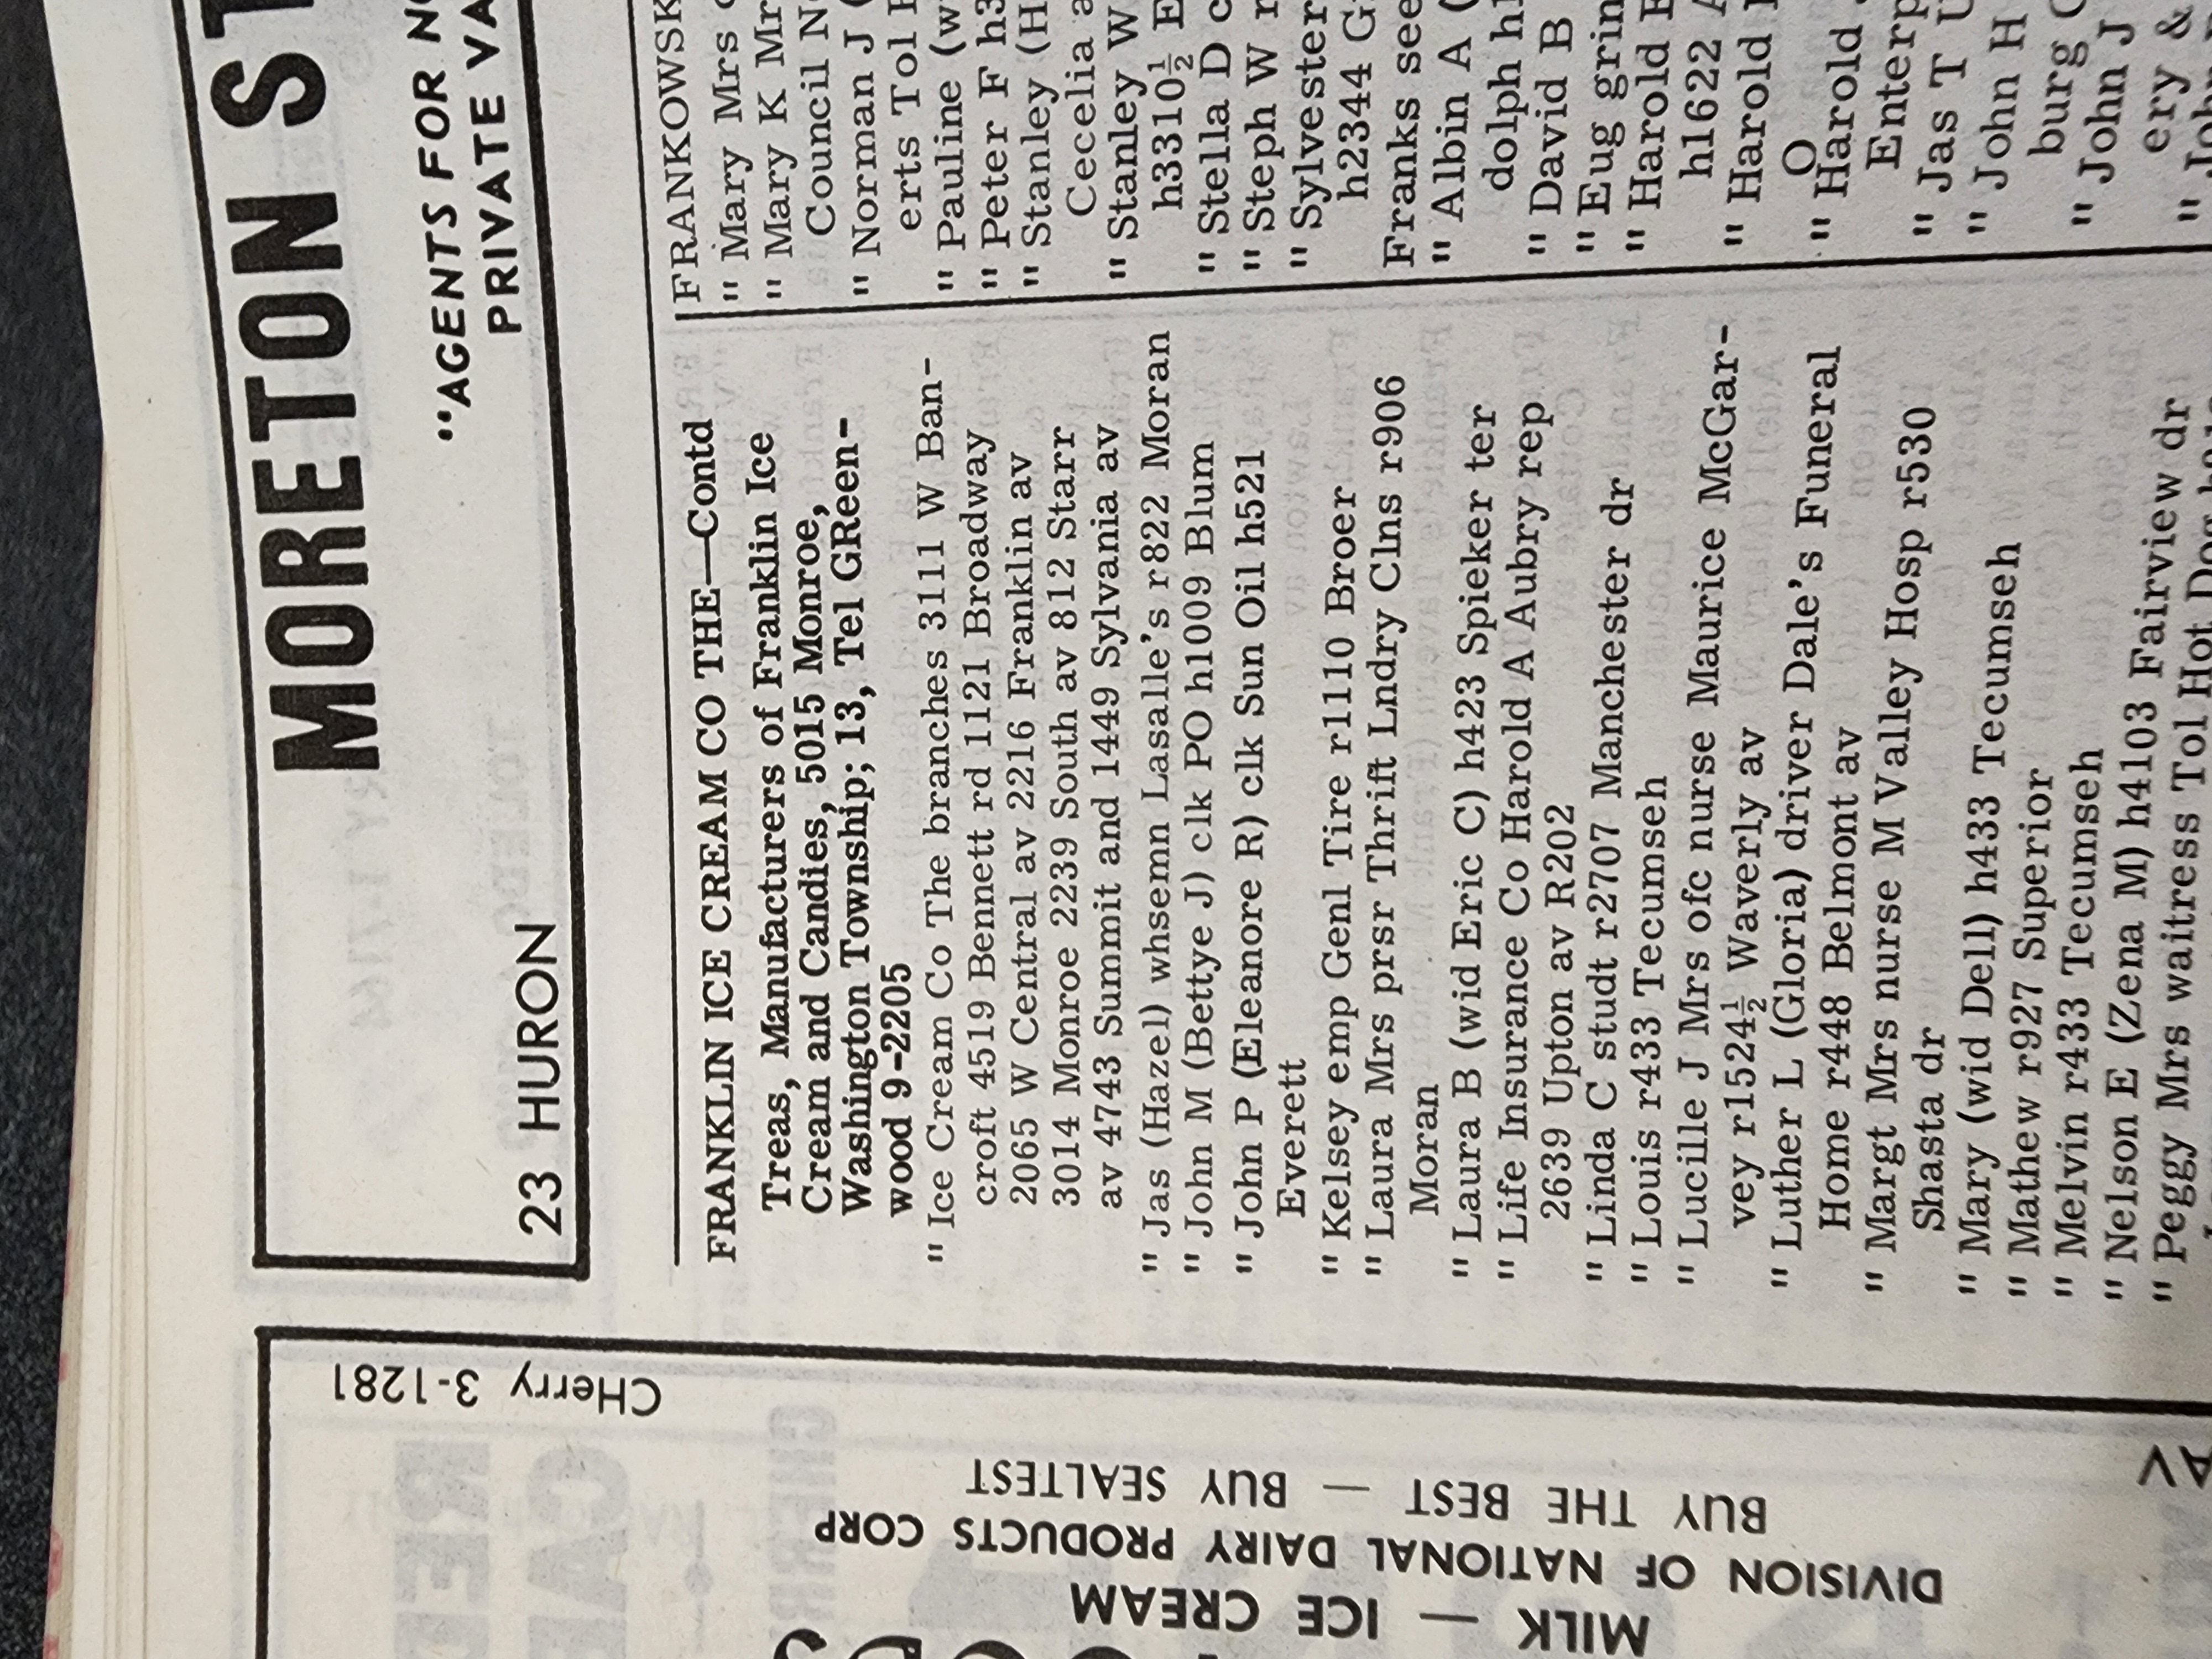 MORETON
"AGENTS FOR
PRIVATE
23 HURON
FRANKLIN ICE CREAM CO THE—Contd
Treas, Manufacturers of Franklin Ice
Cream and Candies, 5015 Monroe,
Washington Township; 13, Tel GReen-
wood 9-2205
" Ice Cream Co The branches 3111 W Ban-
croft 4519 Bennett rd 1121 Broadway
2065 W Central av 2216 Franklin av
3014 Monroe 2239 South av 812 Starr
av 4743 Summit and 1449 Sylvania av
" Jas (Hazel) whsemn Lasalle's r822 Moran
" John M (Bettye J) clk PO h1009 Blum
" John P (Eleanore R) clk Sun Oil h521
Everett
" Kelsey emp Genl Tire r1110 Broer
" Laura Mrs prsr Thrift Lndry Clns r906
Moran
" Laura B (wid Eric C) h423 Spieker ter
" Life Insurance Co Harold A Aubry rep
2639 Upton av R202
" Linda C studt r2707 Manchester dr
" Louis r433 Tecumseh
" Lucille J Mrs ofc nurse Maurice McGar-
vey r1524½ Waverly av
" Luther L (Gloria) driver Dale's Funeral
Home r448 Belmont av
" Margt Mrs nurse M Valley Hosp r530
Shasta dr
" Mary (wid Dell) h433 Tecumseh
" Mathew r927 Superior
" Melvin r433 Tecumseh
" Nelson E (Zena M) h4103 Fairview dr
" Peggy Mrs waitress Tol Hot Dog
FRANKOWSK
" Mary Mrs
" Mary K Mr
Council
" Norman J (
erts Tol
" Pauline (w
" Peter F h3
" Stanley (H
Cecelia a
" Stanley W
h3310½ E
" Stella D c
" Steph W r
" Sylvester
h2344 G
Franks see
" Albin A (
dolph h
" David B
" Eug grin
" Harold E
h1622
" Harold
O
" Harold
Enterp
" Jas T U
" John H
burg
" John J
ery &
CHerry 3-1281
AV
BUY THE BEST — BUY SEALTEST
DIVISION OF NATIONAL DAIRY PRODUCTS CORP
MILK — ICE CREAM